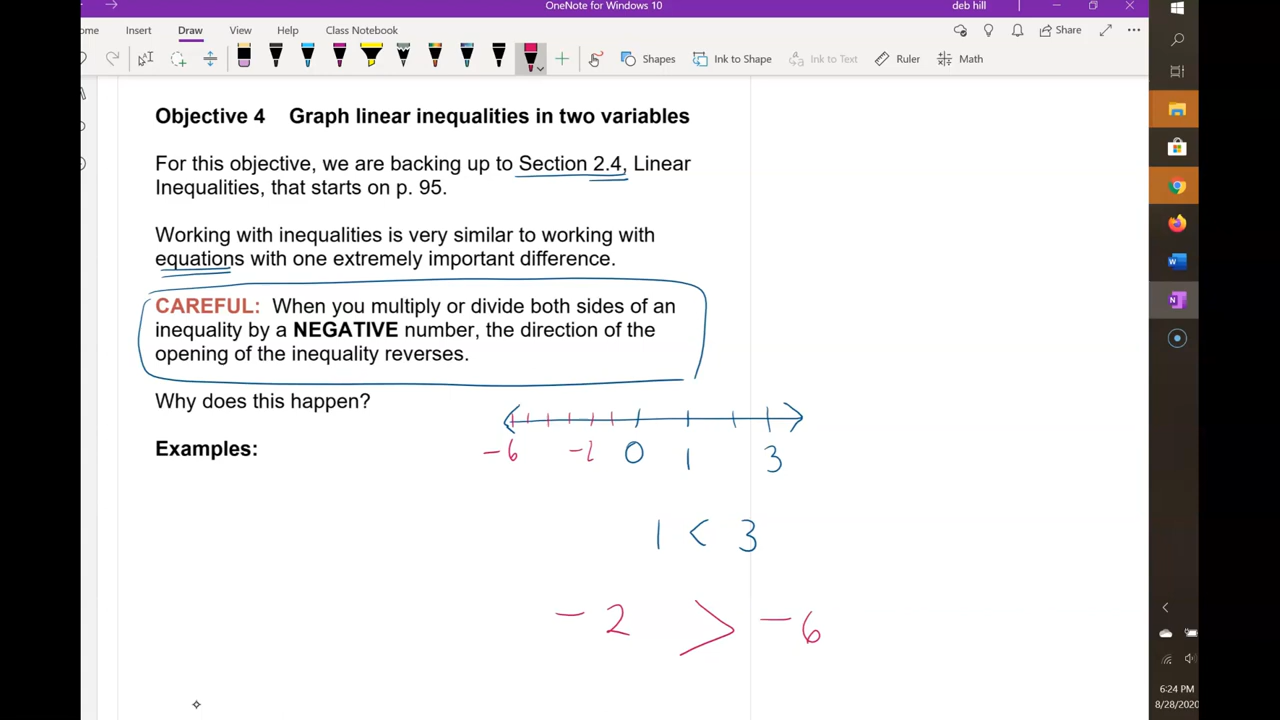 OneNote for Windows 10
deb hill
ome Insert Draw View Help Class Notebook Share
Shapes Ink to Shape Ink to Text Ruler Math
Objective 4 Graph linear inequalities in two variables
For this objective, we are backing up to Section 2.4, Linear
Inequalities, that starts on p. 95.
Working with inequalities is very similar to working with
equations with one extremely important difference.
CAREFUL: When you multiply or divide both sides of an
inequality by a NEGATIVE number, the direction of the
opening of the inequality reverses.
Why does this happen?
Examples:
-6 -2 0 1 3
1 < 3
-2 > -6
6:24 PM
8/28/2020